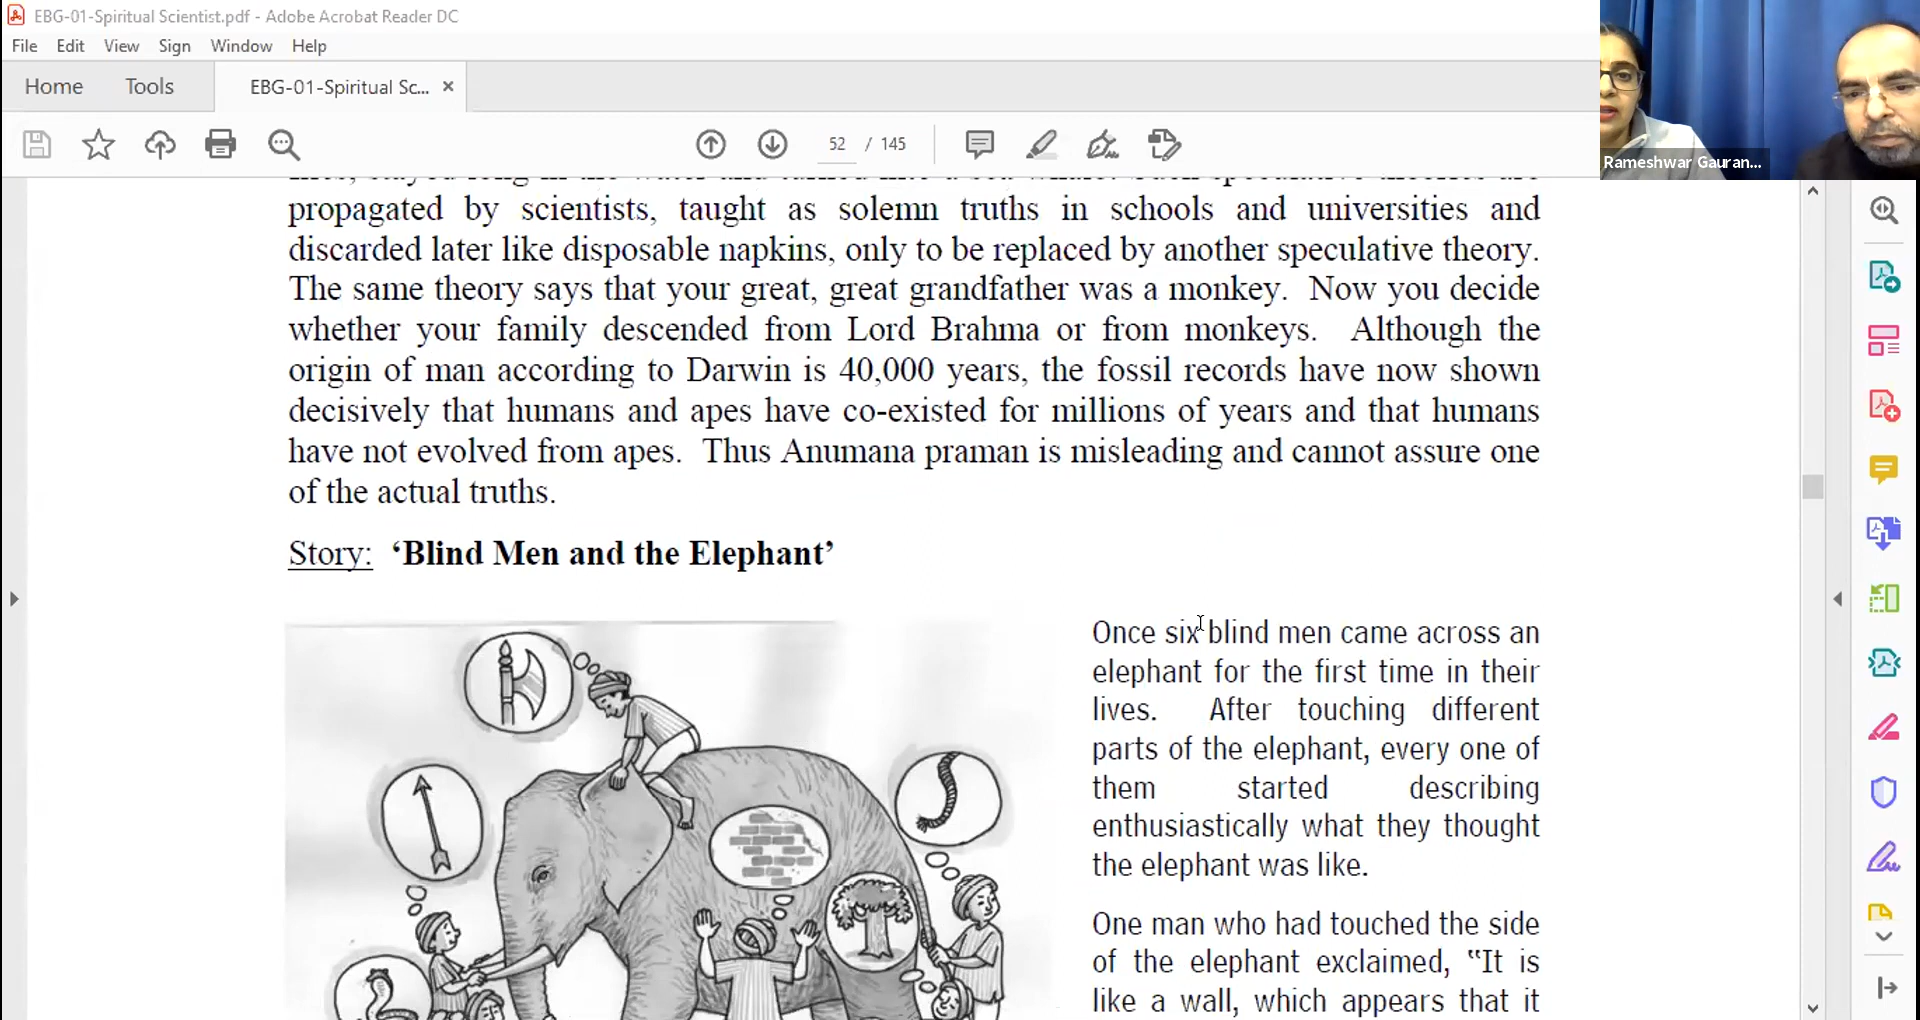 EBG-01-Spiritual Scientist.pdf - Adobe Acrobat Reader DC
File Edit View Sign Window Help
Home Tools EBG-01-Spiritual Sc... ×
52 / 145
Rameshwar Gauran...
propagated by scientists, taught as solemn truths in schools and universities and
discarded later like disposable napkins, only to be replaced by another speculative theory.
The same theory says that your great, great grandfather was a monkey. Now you decide
whether your family descended from Lord Brahma or from monkeys. Although the
origin of man according to Darwin is 40,000 years, the fossil records have now shown
decisively that humans and apes have co-existed for millions of years and that humans
have not evolved from apes. Thus Anumana praman is misleading and cannot assure one
of the actual truths.
Story: ‘Blind Men and the Elephant’
Once six blind men came across an
elephant for the first time in their
lives. After touching different
parts of the elephant, every one of
them started describing
enthusiastically what they thought
the elephant was like.
One man who had touched the side
of the elephant exclaimed, “It is
like a wall, which appears that it